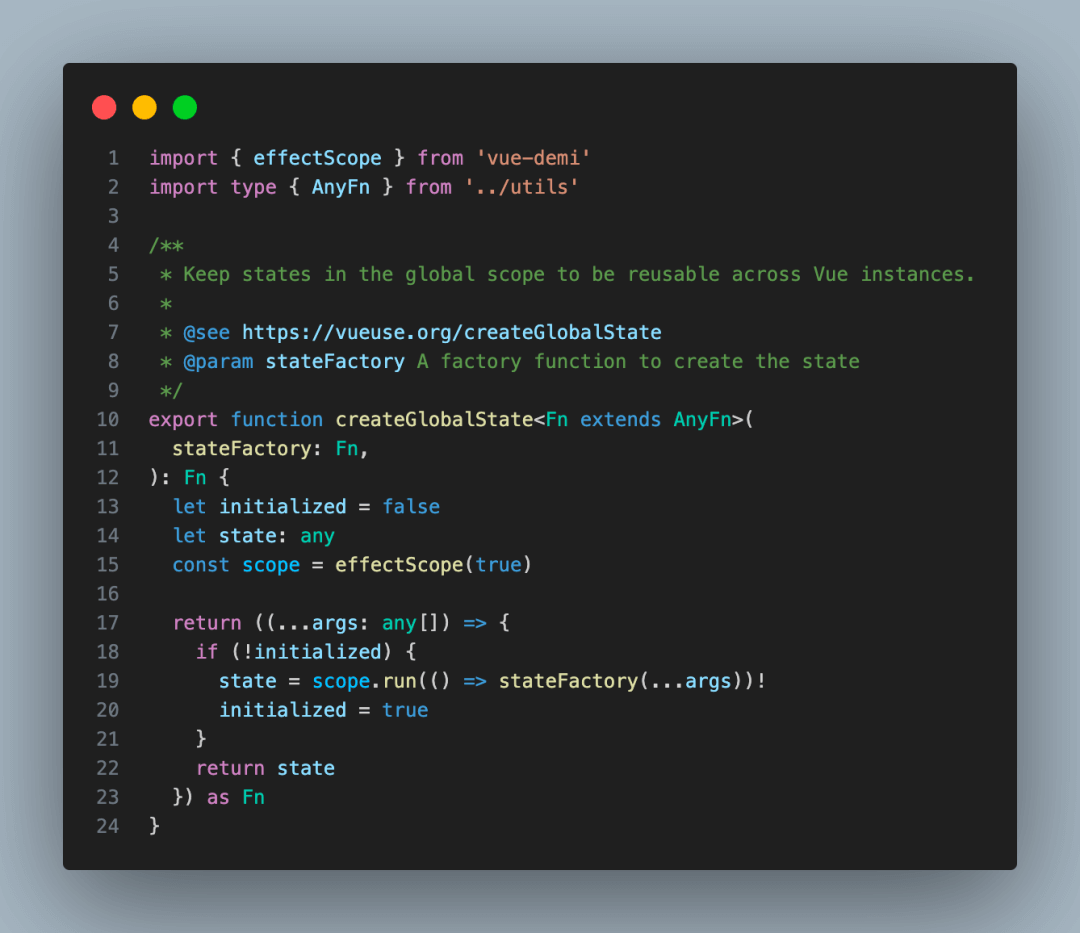 1 import { effectScope } from 'vue-demi'
2 import type { AnyFn } from '../utils'
3
4 /**
5  * Keep states in the global scope to be reusable across Vue instances.
6  *
7  * @see https://vueuse.org/createGlobalState
8  * @param stateFactory A factory function to create the state
9  */
10 export function createGlobalState<Fn extends AnyFn>(
11   stateFactory: Fn,
12 ): Fn {
13   let initialized = false
14   let state: any
15   const scope = effectScope(true)
16
17   return ((...args: any[]) => {
18     if (!initialized) {
19       state = scope.run(() => stateFactory(...args))!
20       initialized = true
21     }
22     return state
23   }) as Fn
24 }